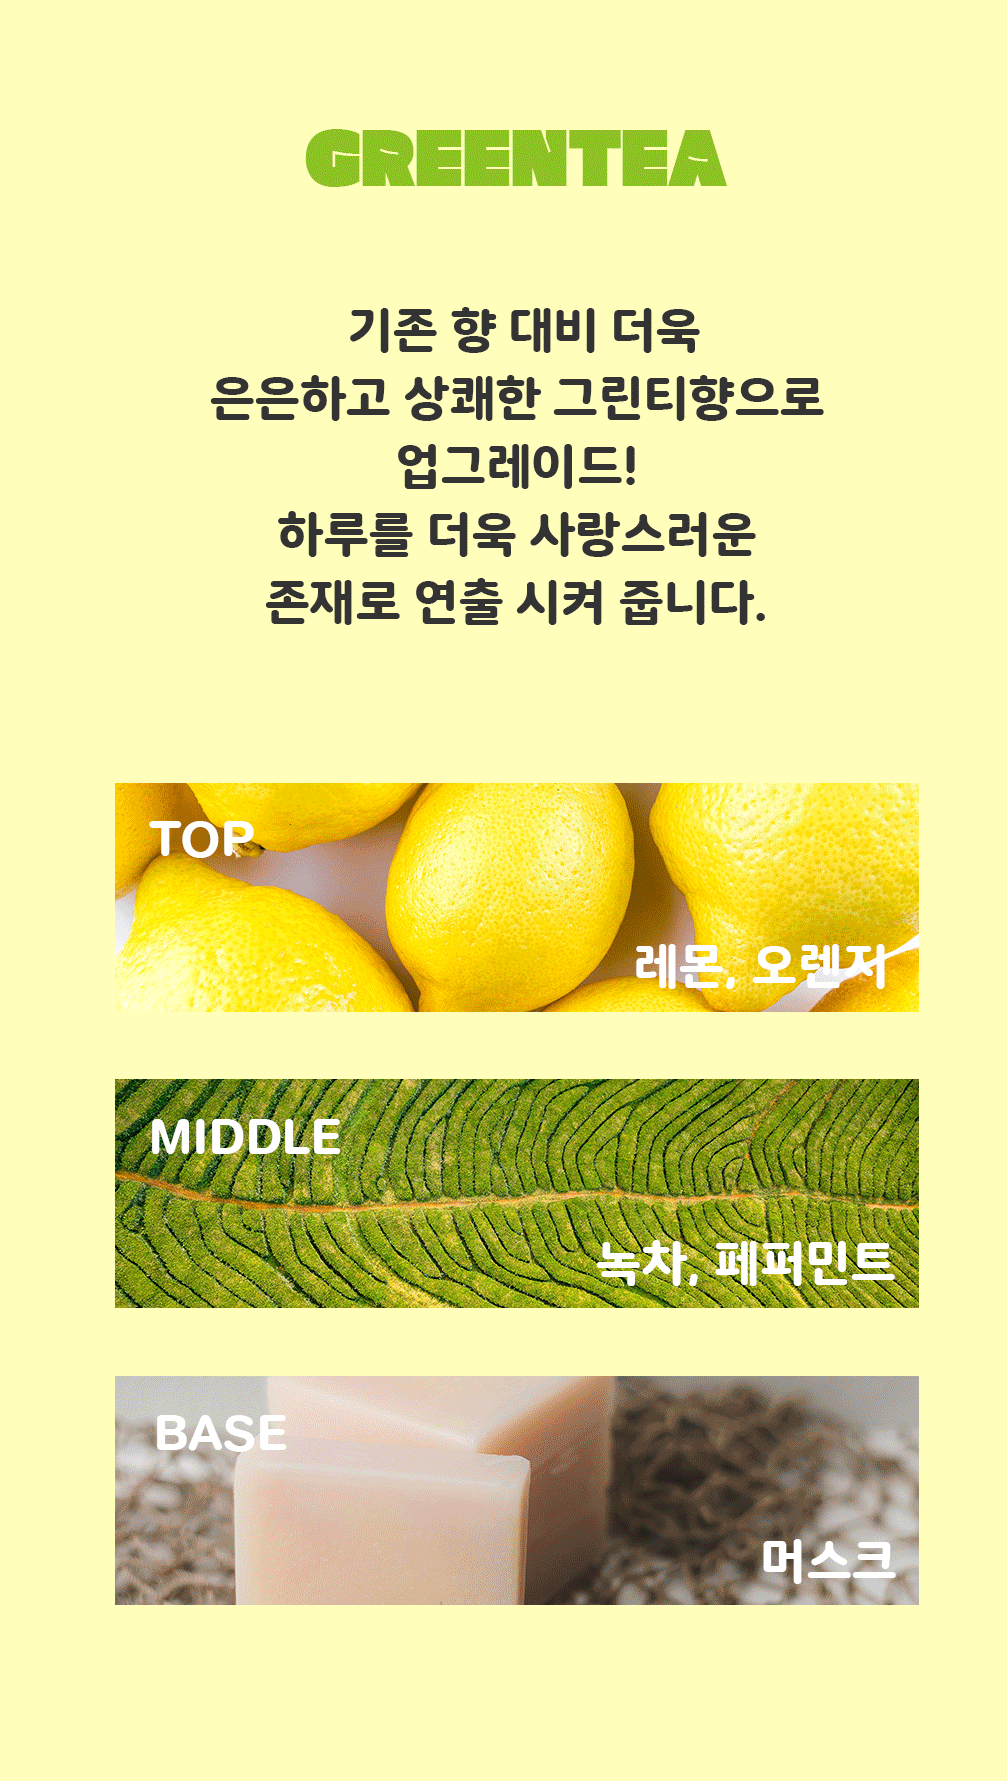 GREENTEA
기존 향 대비 더욱
은은하고 상쾌한 그린티향으로
업그레이드!
하루를 더욱 사랑스러운
존재로 연출 시켜 줍니다.
TOP
레몬, 오렌지
MIDDLE
녹차, 페퍼민트
BASE
머스크